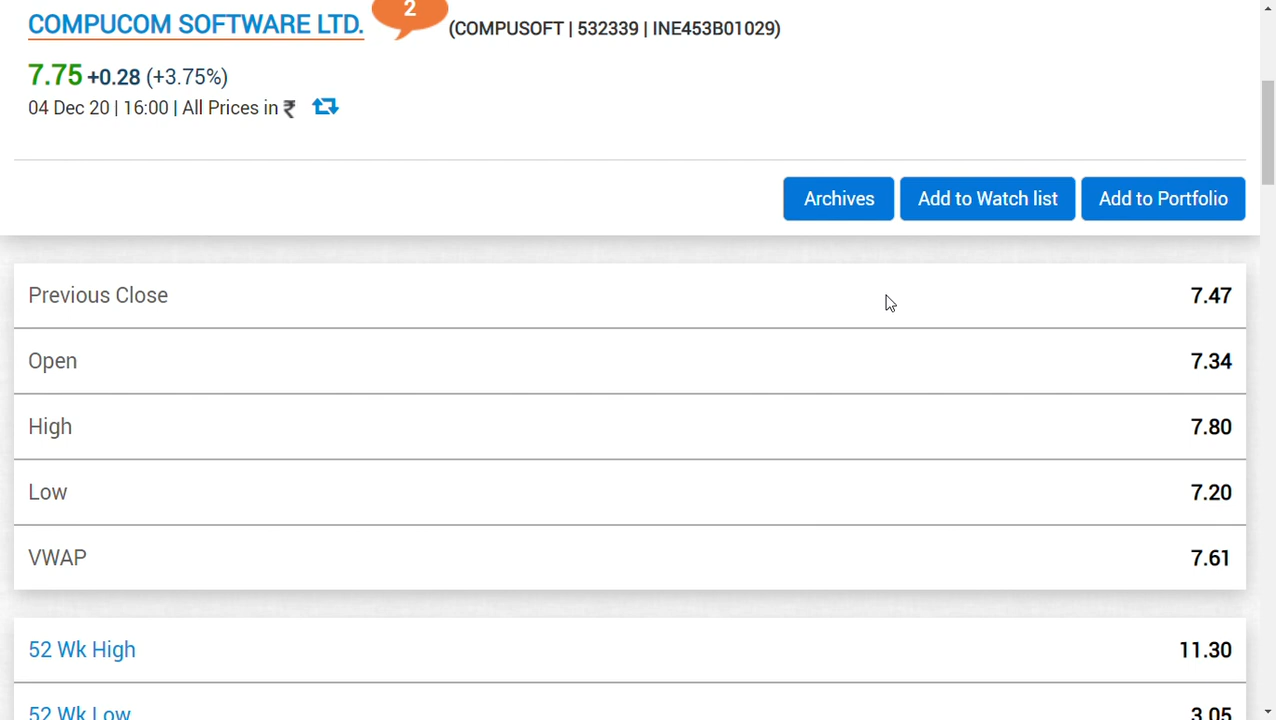 COMPUCOM SOFTWARE LTD. 2 (COMPUSOFT | 532339 | INE453B01029)
7.75 +0.28 (+3.75%)
04 Dec 20 | 16:00 | All Prices in ₹
Archives Add to Watch list Add to Portfolio
Previous Close 7.47
Open 7.34
High 7.80
Low 7.20
VWAP 7.61
52 Wk High 11.30
52 Wk Low 3.05